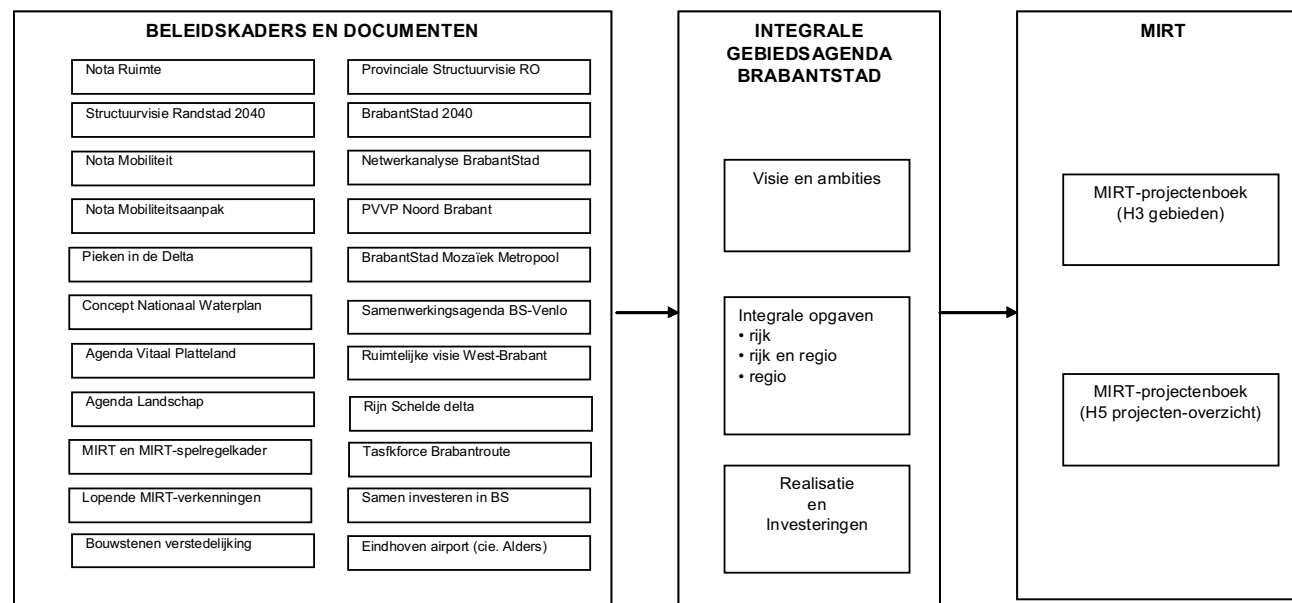 BELEIDSKADERS EN DOCUMENTEN
Nota Ruimte
Structuurvisie Randstad 2040
Nota Mobiliteit
Nota Mobiliteitsaanpak
Pieken in de Delta
Concept Nationaal Waterplan
Agenda Vitaal Platteland
Agenda Landschap
MIRT en MIRT-spelregelkader
Lopende MIRT-verkenningen
Bouwstenen verstedelijking
Provinciale Structuurvisie RO
BrabantStad 2040
Netwerkanalyse BrabantStad
PVVP Noord Brabant
BrabantStad Mozaïek Metropool
Samenwerkingsagenda BS-Venlo
Ruimtelijke visie West-Brabant
Rijn Schelde delta
Tasfkforce Brabantroute
Samen investeren in BS
Eindhoven airport (cie. Alders)
INTEGRALE
GEBIEDSAGENDA
BRABANTSTAD
Visie en ambities
Integrale opgaven
• rijk
• rijk en regio
• regio
Realisatie
en
Investeringen
MIRT
MIRT-projectenboek
(H3 gebieden)
MIRT-projectenboek
(H5 projecten-overzicht)